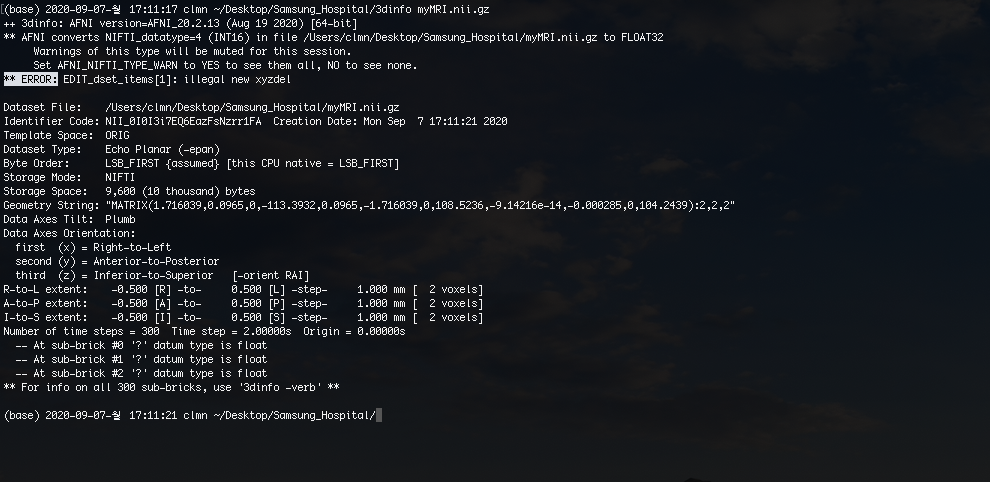 (base) 2020-09-07-월 17:11:17 clmn ~/Desktop/Samsung_Hospital/3dinfo myMRI.nii.gz
++ 3dinfo: AFNI version=AFNI_20.2.13 (Aug 19 2020) [64-bit]
** AFNI converts NIFTI_datatype=4 (INT16) in file /Users/clmn/Desktop/Samsung_Hospital/myMRI.nii.gz to FLOAT32
Warnings of this type will be muted for this session.
Set AFNI_NIFTI_TYPE_WARN to YES to see them all, NO to see none.
** ERROR: EDIT_dset_items[1]: illegal new xyzdel
Dataset File:    /Users/clmn/Desktop/Samsung_Hospital/myMRI.nii.gz
Identifier Code: NII_0I0I3i7EQ6EazFsNzrr1FA  Creation Date: Mon Sep  7 17:11:21 2020
Template Space:  ORIG
Dataset Type:    Echo Planar (-epan)
Byte Order:      LSB_FIRST {assumed} [this CPU native = LSB_FIRST]
Storage Mode:    NIFTI
Storage Space:   9,600 (10 thousand) bytes
Geometry String: "MATRIX(1.716039,0.0965,0,-113.3932,0.0965,-1.716039,0,108.5236,-9.14216e-14,-0.000285,0,104.2439):2,2,2"
Data Axes Tilt:  Plumb
Data Axes Orientation:
first  (x) = Right-to-Left
second (y) = Anterior-to-Posterior
third  (z) = Inferior-to-Superior   [-orient RAI]
R-to-L extent:    -0.500 [R] -to-     0.500 [L] -step-     1.000 mm [  2 voxels]
A-to-P extent:    -0.500 [A] -to-     0.500 [P] -step-     1.000 mm [  2 voxels]
I-to-S extent:    -0.500 [I] -to-     0.500 [S] -step-     1.000 mm [  2 voxels]
Number of time steps = 300  Time step = 2.00000s  Origin = 0.00000s
-- At sub-brick #0 '?' datum type is float
-- At sub-brick #1 '?' datum type is float
-- At sub-brick #2 '?' datum type is float
** For info on all 300 sub-bricks, use '3dinfo -verb' **
(base) 2020-09-07-월 17:11:21 clmn ~/Desktop/Samsung_Hospital/